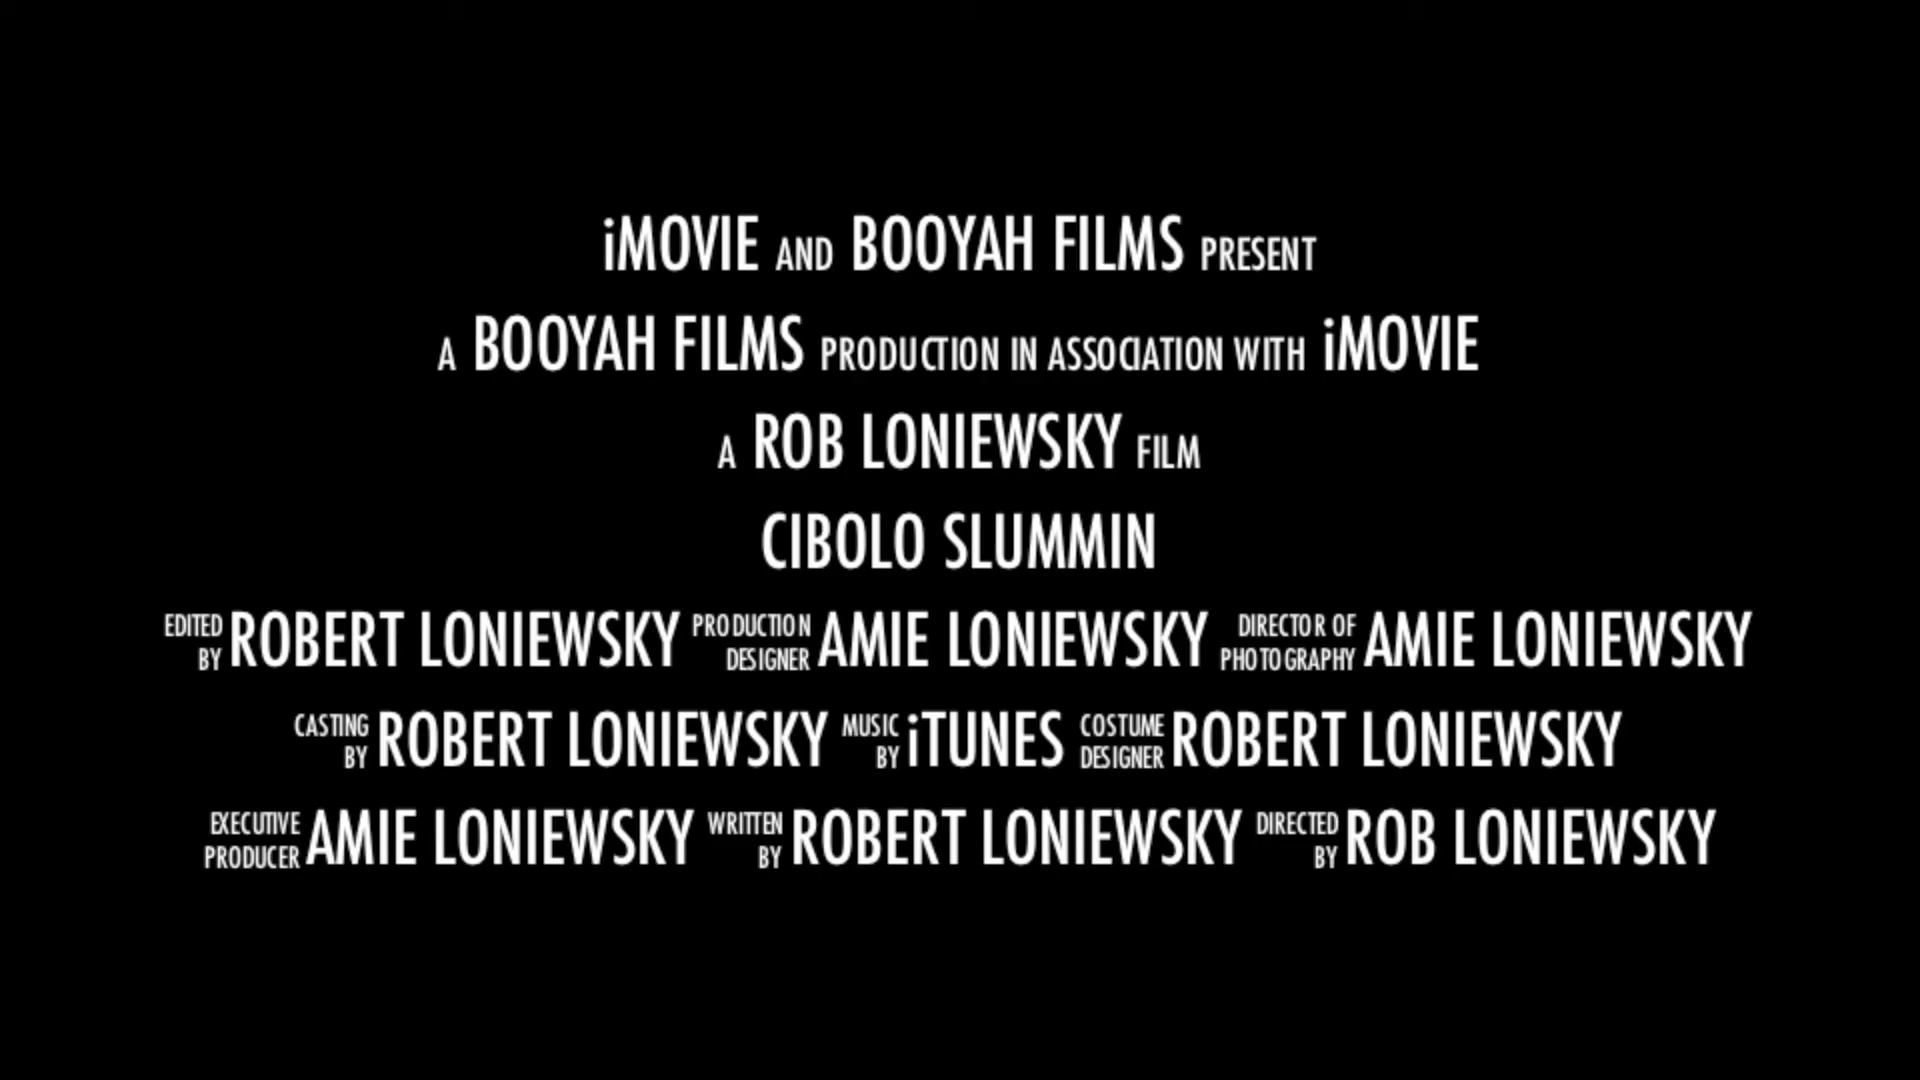 iMOVIE AND BOOYAH FILMS PRESENT
A BOOYAH FILMS PRODUCTION IN ASSOCIATION WITH iMOVIE
A ROB LONIEWSKY FILM
CIBOLO SLUMMIN
EDITED BY ROBERT LONIEWSKY PRODUCTION DESIGNER AMIE LONIEWSKY DIRECTOR OF PHOTOGRAPHY AMIE LONIEWSKY
CASTING BY ROBERT LONIEWSKY MUSIC BY iTUNES COSTUME DESIGNER ROBERT LONIEWSKY
EXECUTIVE PRODUCER AMIE LONIEWSKY WRITTEN BY ROBERT LONIEWSKY DIRECTED BY ROB LONIEWSKY